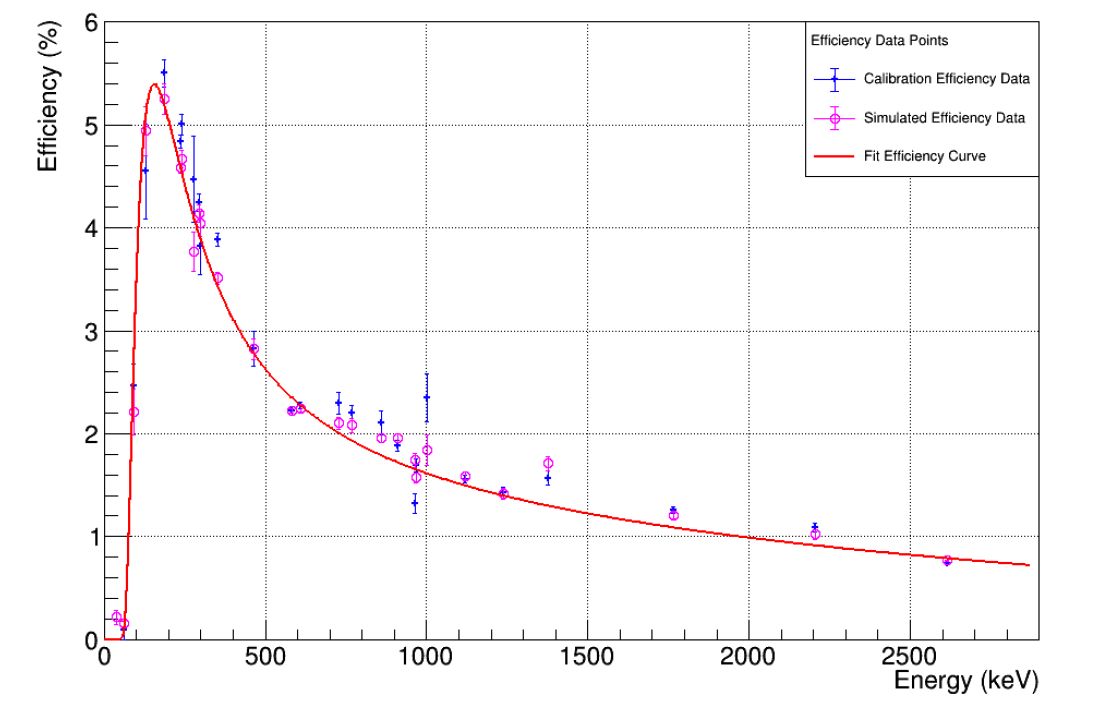 Efficiency (%)
6
5
4
3
2
1
0
Efficiency Data Points
Calibration Efficiency Data
Simulated Efficiency Data
Fit Efficiency Curve
0
500
1000
1500
2000
2500
Energy (keV)